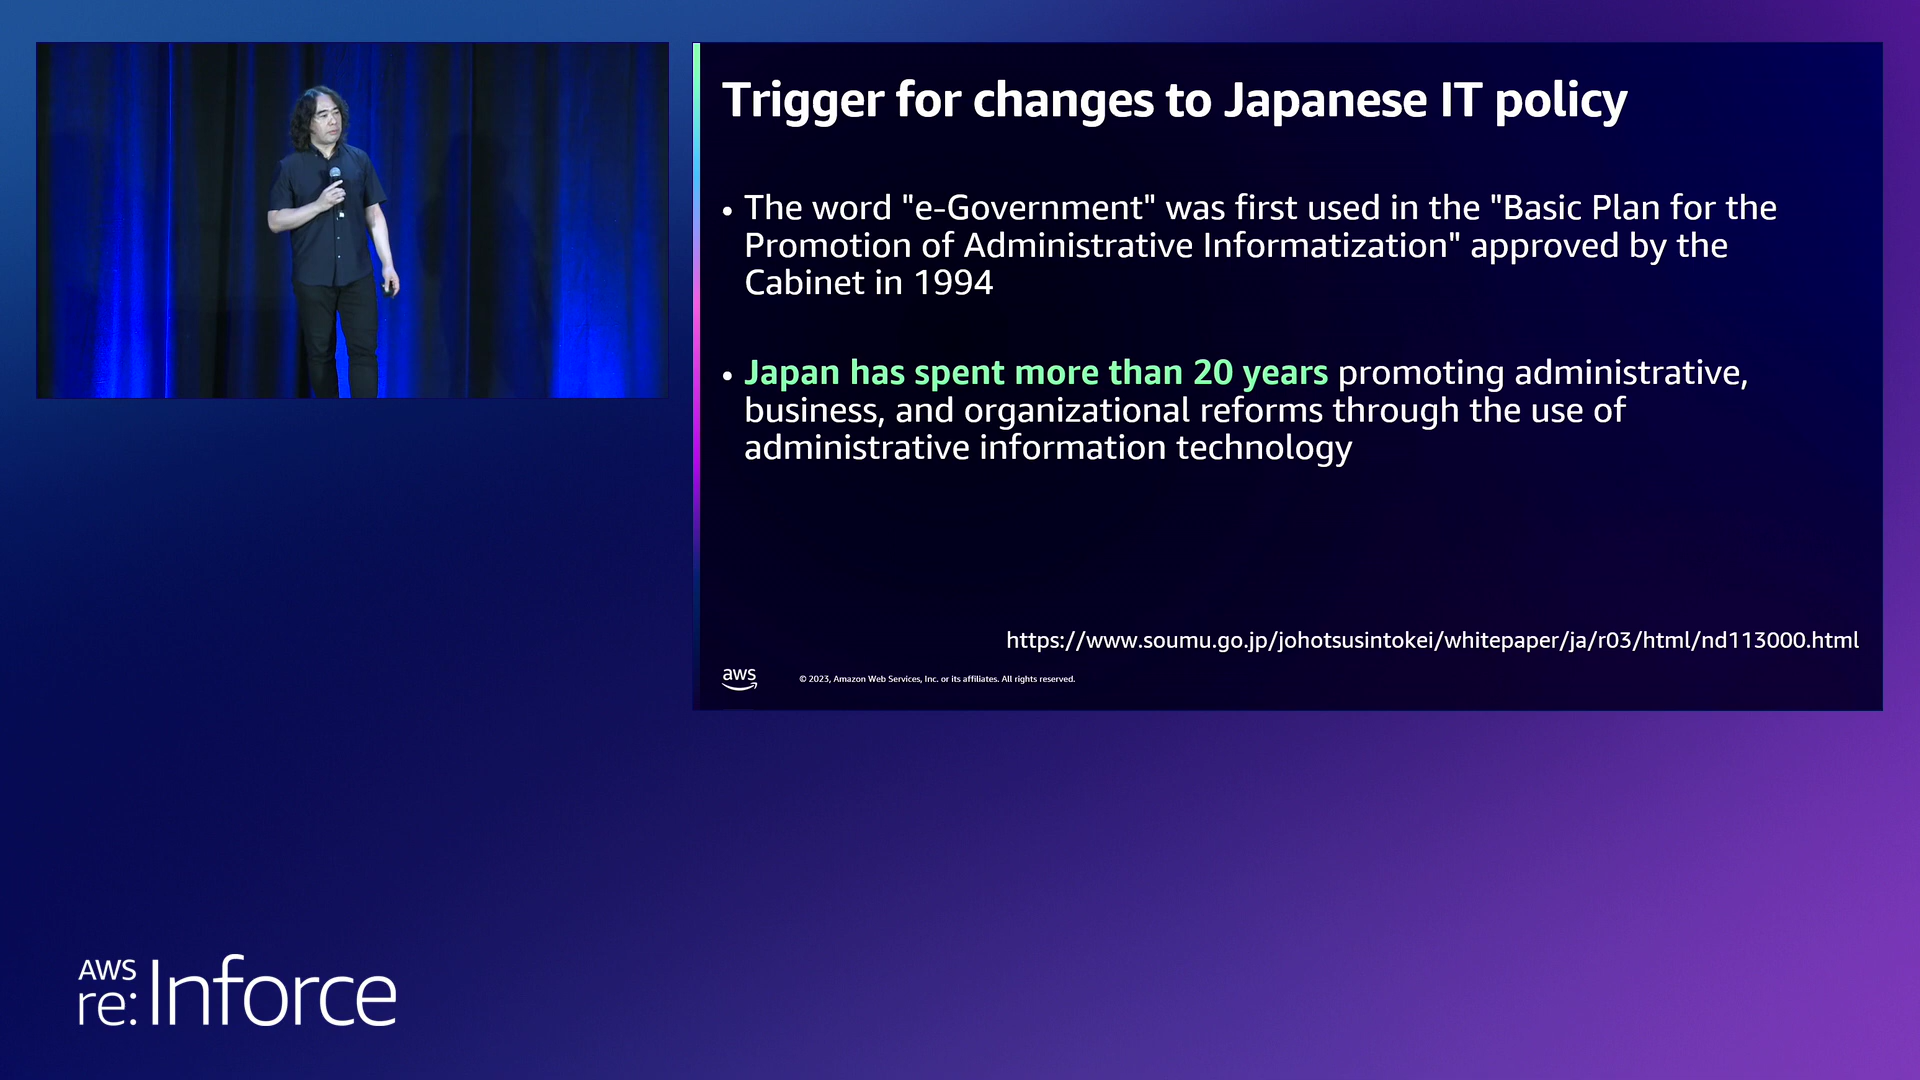 Trigger for changes to Japanese IT policy
• The word "e-Government" was first used in the "Basic Plan for the
Promotion of Administrative Informatization" approved by the
Cabinet in 1994
• Japan has spent more than 20 years promoting administrative,
business, and organizational reforms through the use of
administrative information technology
https://www.soumu.go.jp/johotsusintokei/whitepaper/ja/r03/html/nd113000.html
aws
© 2023, Amazon Web Services, Inc. or its affiliates. All rights reserved.
AWS
re:Inforce